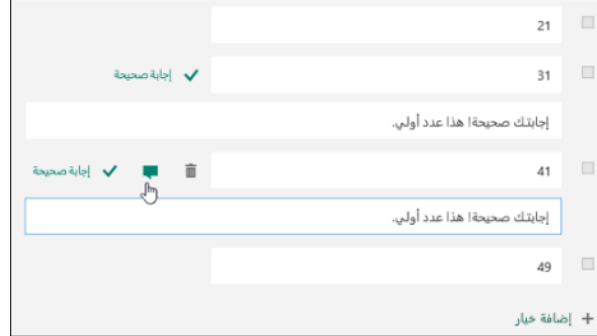 21
31
إجابة صحيحة
إجابتك صحيحة! هذا عدد أولي.
41
إجابة صحيحة
إجابتك صحيحة! هذا عدد أولي.
49
إضافة خيار